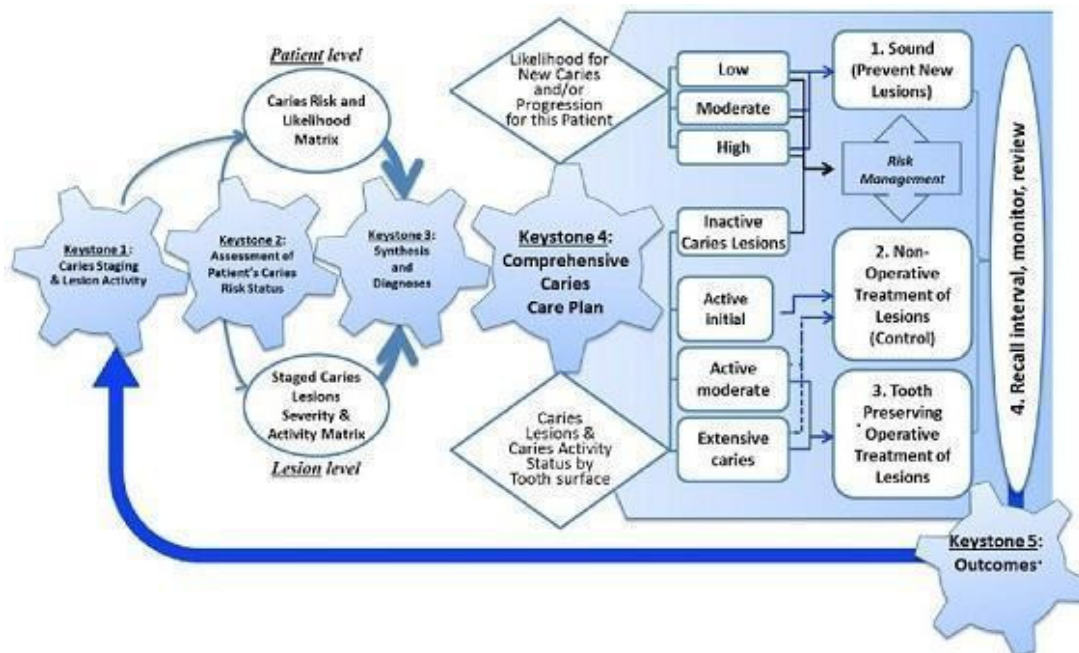 Patient level
Caries Risk and
Likelihood
Matrix
Keystone 1:
Caries Staging
& Lesion Activity
Keystone 2:
Assessment of
Patient's Caries
Risk Status
Keystone 3:
Synthesis
and
Diagnoses
Staged Caries
Lesions
Severity &
Activity Matrix
Lesion level
Keystone 4:
Comprehensive
Caries
Care Plan
Likelihood for
New Caries
and/or
Progression
for this Patient
Caries
Lesions &
Caries Activity
Status by
Tooth surface
Low
Moderate
High
Inactive
Caries Lesions
Active
initial
Active
moderate
Extensive
caries
1. Sound
(Prevent New
Lesions)
Risk
Management
2. Non-
Operative
Treatment of
Lesions
(Control)
3. Tooth
Preserving
Operative
Treatment of
Lesions
4. Recall interval, monitor, review
Keystone 5:
Outcomes